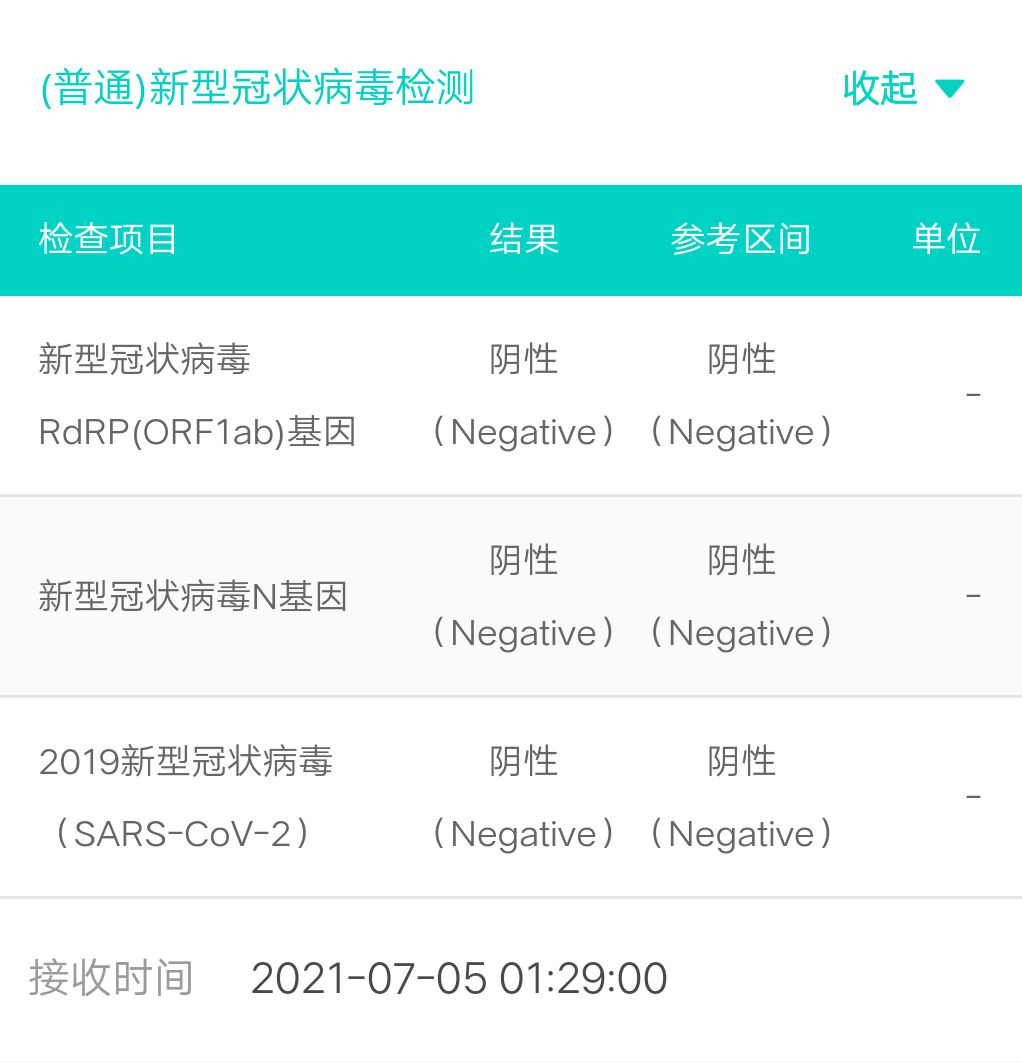 (普通)新型冠状病毒检测 收起
检查项目 结果 参考区间 单位
新型冠状病毒 阴性 阴性
RdRP(ORF1ab)基因 （Negative） （Negative） -
阴性 阴性
新型冠状病毒N基因 -
（Negative） （Negative）
2019新型冠状病毒 阴性 阴性
（SARS-CoV-2） （Negative） （Negative） -
接收时间 2021-07-05 01:29:00